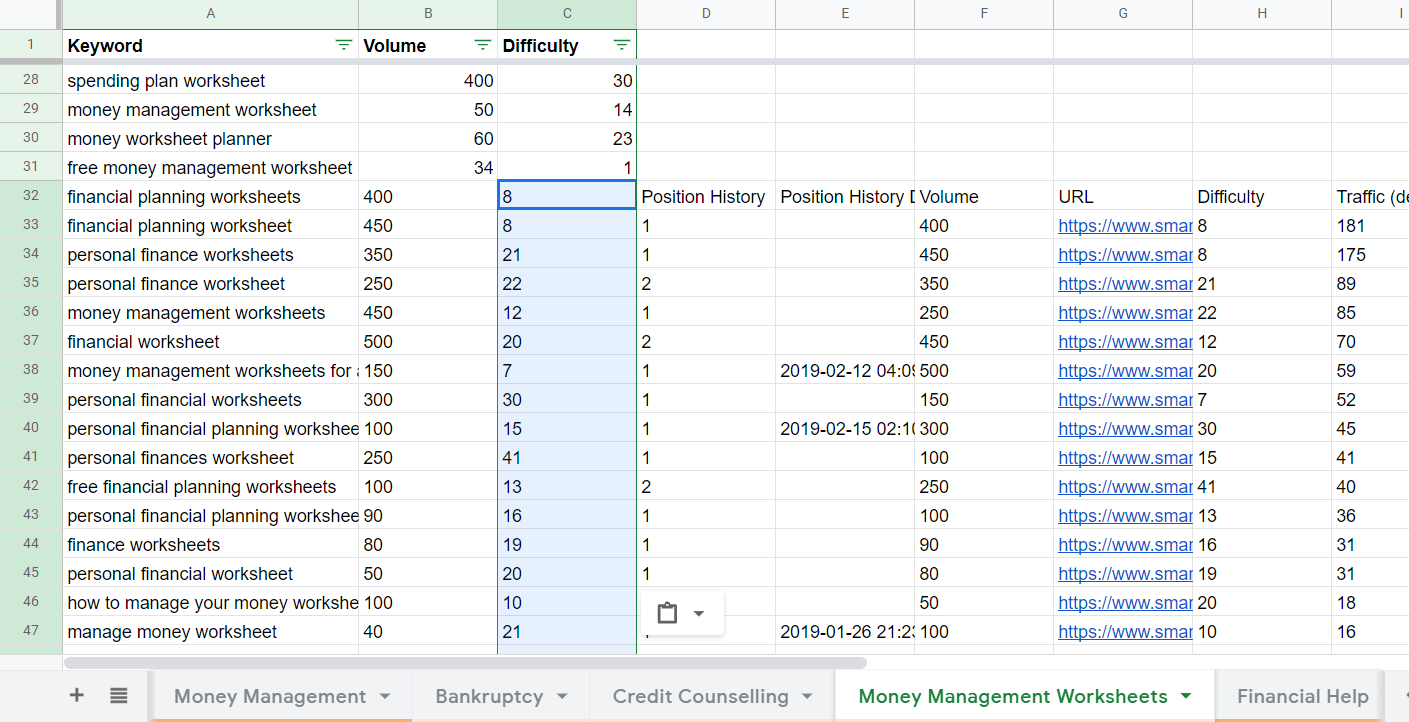 A B C D E F G H I
1 Keyword Volume Difficulty
28 spending plan worksheet 400 30
29 money management worksheet 50 14
30 money worksheet planner 60 23
31 free money management worksheet 34 1
32 financial planning worksheets 400 8 Position History Position History D Volume URL Difficulty Traffic (de
33 financial planning worksheet 450 8 1 400 https://www.smar 8 181
34 personal finance worksheets 350 21 1 450 https://www.smar 8 175
35 personal finance worksheet 250 22 2 350 https://www.smar 21 89
36 money management worksheets 450 12 1 250 https://www.smar 22 85
37 financial worksheet 500 20 2 450 https://www.smar 12 70
38 money management worksheets for a 150 7 1 2019-02-12 04:09 500 https://www.smar 20 59
39 personal financial worksheets 300 30 1 150 https://www.smar 7 52
40 personal financial planning workshee 100 15 1 2019-02-15 02:10 300 https://www.smar 30 45
41 personal finances worksheet 250 41 1 100 https://www.smar 15 41
42 free financial planning worksheets 100 13 2 250 https://www.smar 41 40
43 personal financial planning workshee 90 16 1 100 https://www.smar 13 36
44 finance worksheets 80 19 1 90 https://www.smar 16 31
45 personal financial worksheet 50 20 1 80 https://www.smar 19 31
46 how to manage your money workshe 100 10 50 https://www.smar 20 18
47 manage money worksheet 40 21 2019-01-26 21:23 100 https://www.smar 10 16
Money Management Bankruptcy Credit Counselling Money Management Worksheets Financial Help